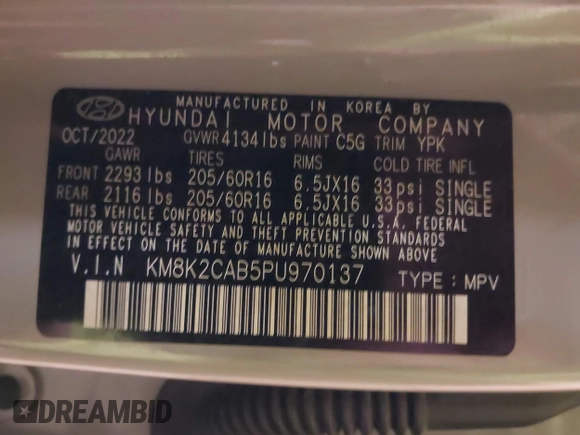 MANUFACTURED IN KOREA BY
HYUNDAI MOTOR COMPANY
OCT/2022 GVWR 4134 lbs PAINT C5G TRIM YPK
GAWR TIRES RIMS COLD TIRE INFL
FRONT 2293 lbs 205/60R16 6.5JX16 33psi SINGLE
REAR 2116 lbs 205/60R16 6.5JX16 33psi SINGLE
THIS VEHICLE CONFORMS TO ALL APPLICABLE U.S.A. FEDERAL
MOTOR VEHICLE SAFETY AND THEFT PREVENTION STANDARDS
IN EFFECT ON THE DATE OF MANUFACTURE SHOWN ABOVE
V.I.N KM8K2CAB5PU970137 TYPE: MPV
DREAMBID